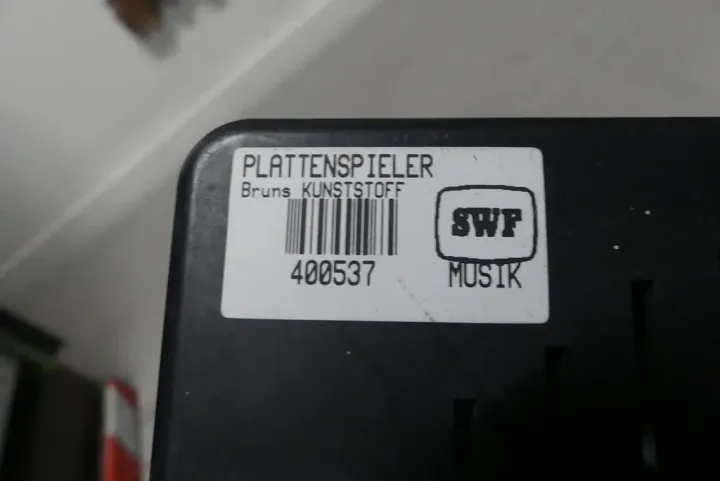 PLATTENSPIELER
Bruns KUNSTSTOFF
400537
SWF
MUSIK